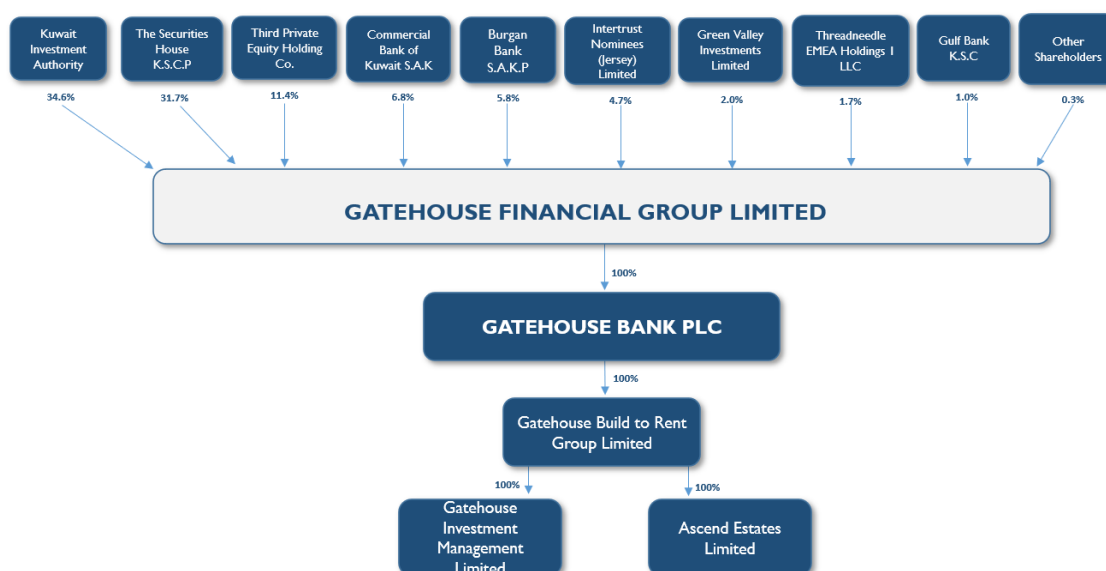 Kuwait
Investment
Authority
The Securities
House
K.S.C.P
Third Private
Equity Holding
Co.
Commercial
Bank of
Kuwait S.A.K
Burgan
Bank
S.A.K.P
Intertrust
Nominees
(Jersey)
Limited
Green Valley
Investments
Limited
Threadneedle
EMEA Holdings 1
LLC
Gulf Bank
K.S.C
Other
Shareholders
34.6%
31.7%
11.4%
6.8%
5.8%
4.7%
2.0%
1.7%
1.0%
0.3%
GATEHOUSE FINANCIAL GROUP LIMITED
100%
GATEHOUSE BANK PLC
100%
Gatehouse Build to Rent
Group Limited
100%
100%
Gatehouse
Investment
Management
Limited
Ascend Estates
Limited